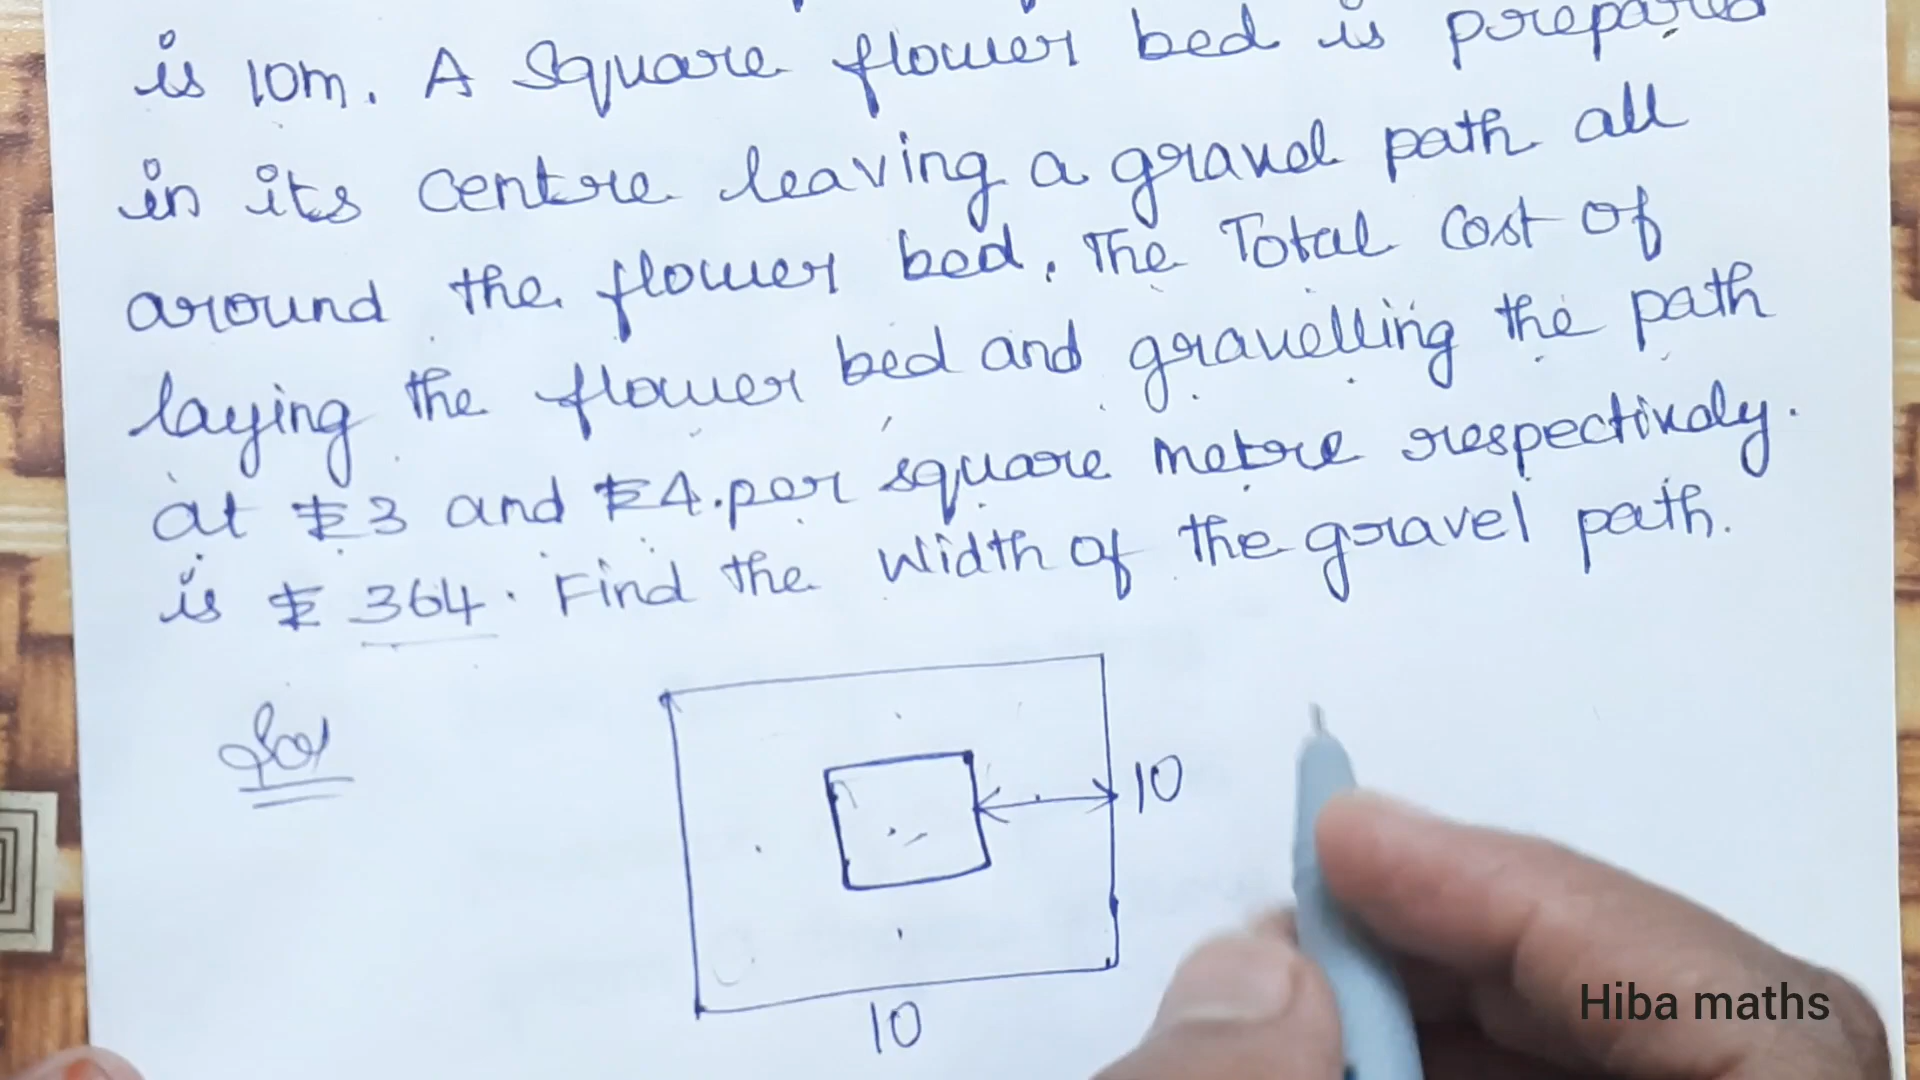 is 10m. A Square flower bed is prepared
in its centre leaving a gravel path all
around the flower bed. The Total Cost of
laying the flower bed and gravelling the path
at ₹3 and ₹4.per square metre respectively.
is ₹ 364. Find the width of the gravel path.
Sol
10
10
Hiba maths